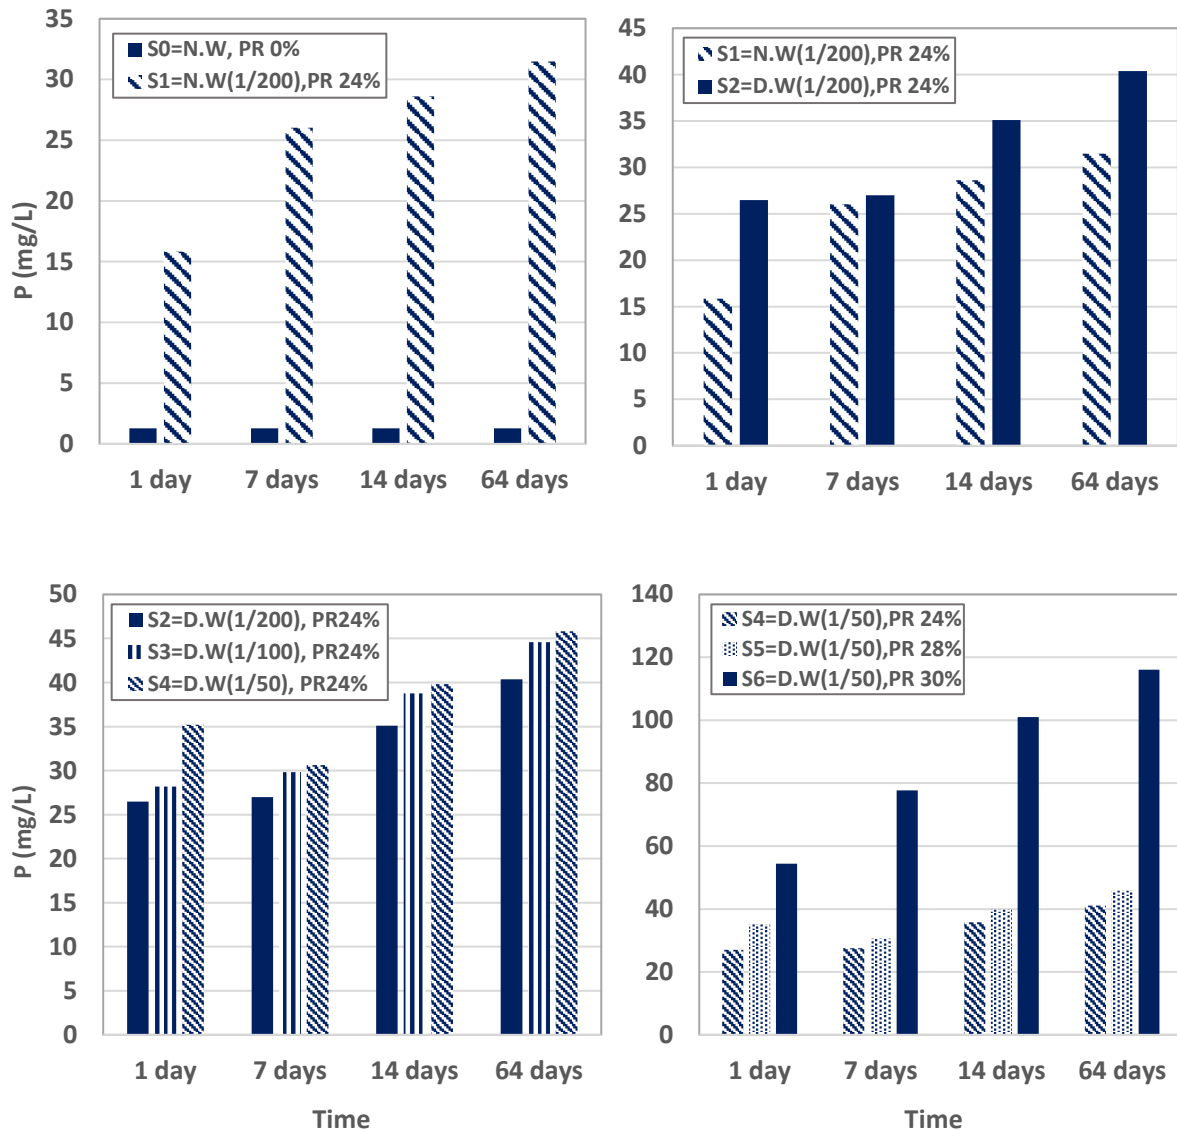 S0=N.W, PR 0%
S1=N.W(1/200),PR 24%
P (mg/L)
35
30
25
20
15
10
5
0
1 day 7 days 14 days 64 days
S1=N.W(1/200),PR 24%
S2=D.W(1/200),PR 24%
45
40
35
30
25
20
15
10
5
0
1 day 7 days 14 days 64 days
S2=D.W(1/200), PR24%
S3=D.W(1/100), PR24%
S4=D.W(1/50), PR24%
P (mg/L)
50
45
40
35
30
25
20
15
10
5
0
1 day 7 days 14 days 64 days
Time
S4=D.W(1/50),PR 24%
S5=D.W(1/50),PR 28%
S6=D.W(1/50),PR 30%
140
120
100
80
60
40
20
0
1 day 7 days 14 days 64 days
Time